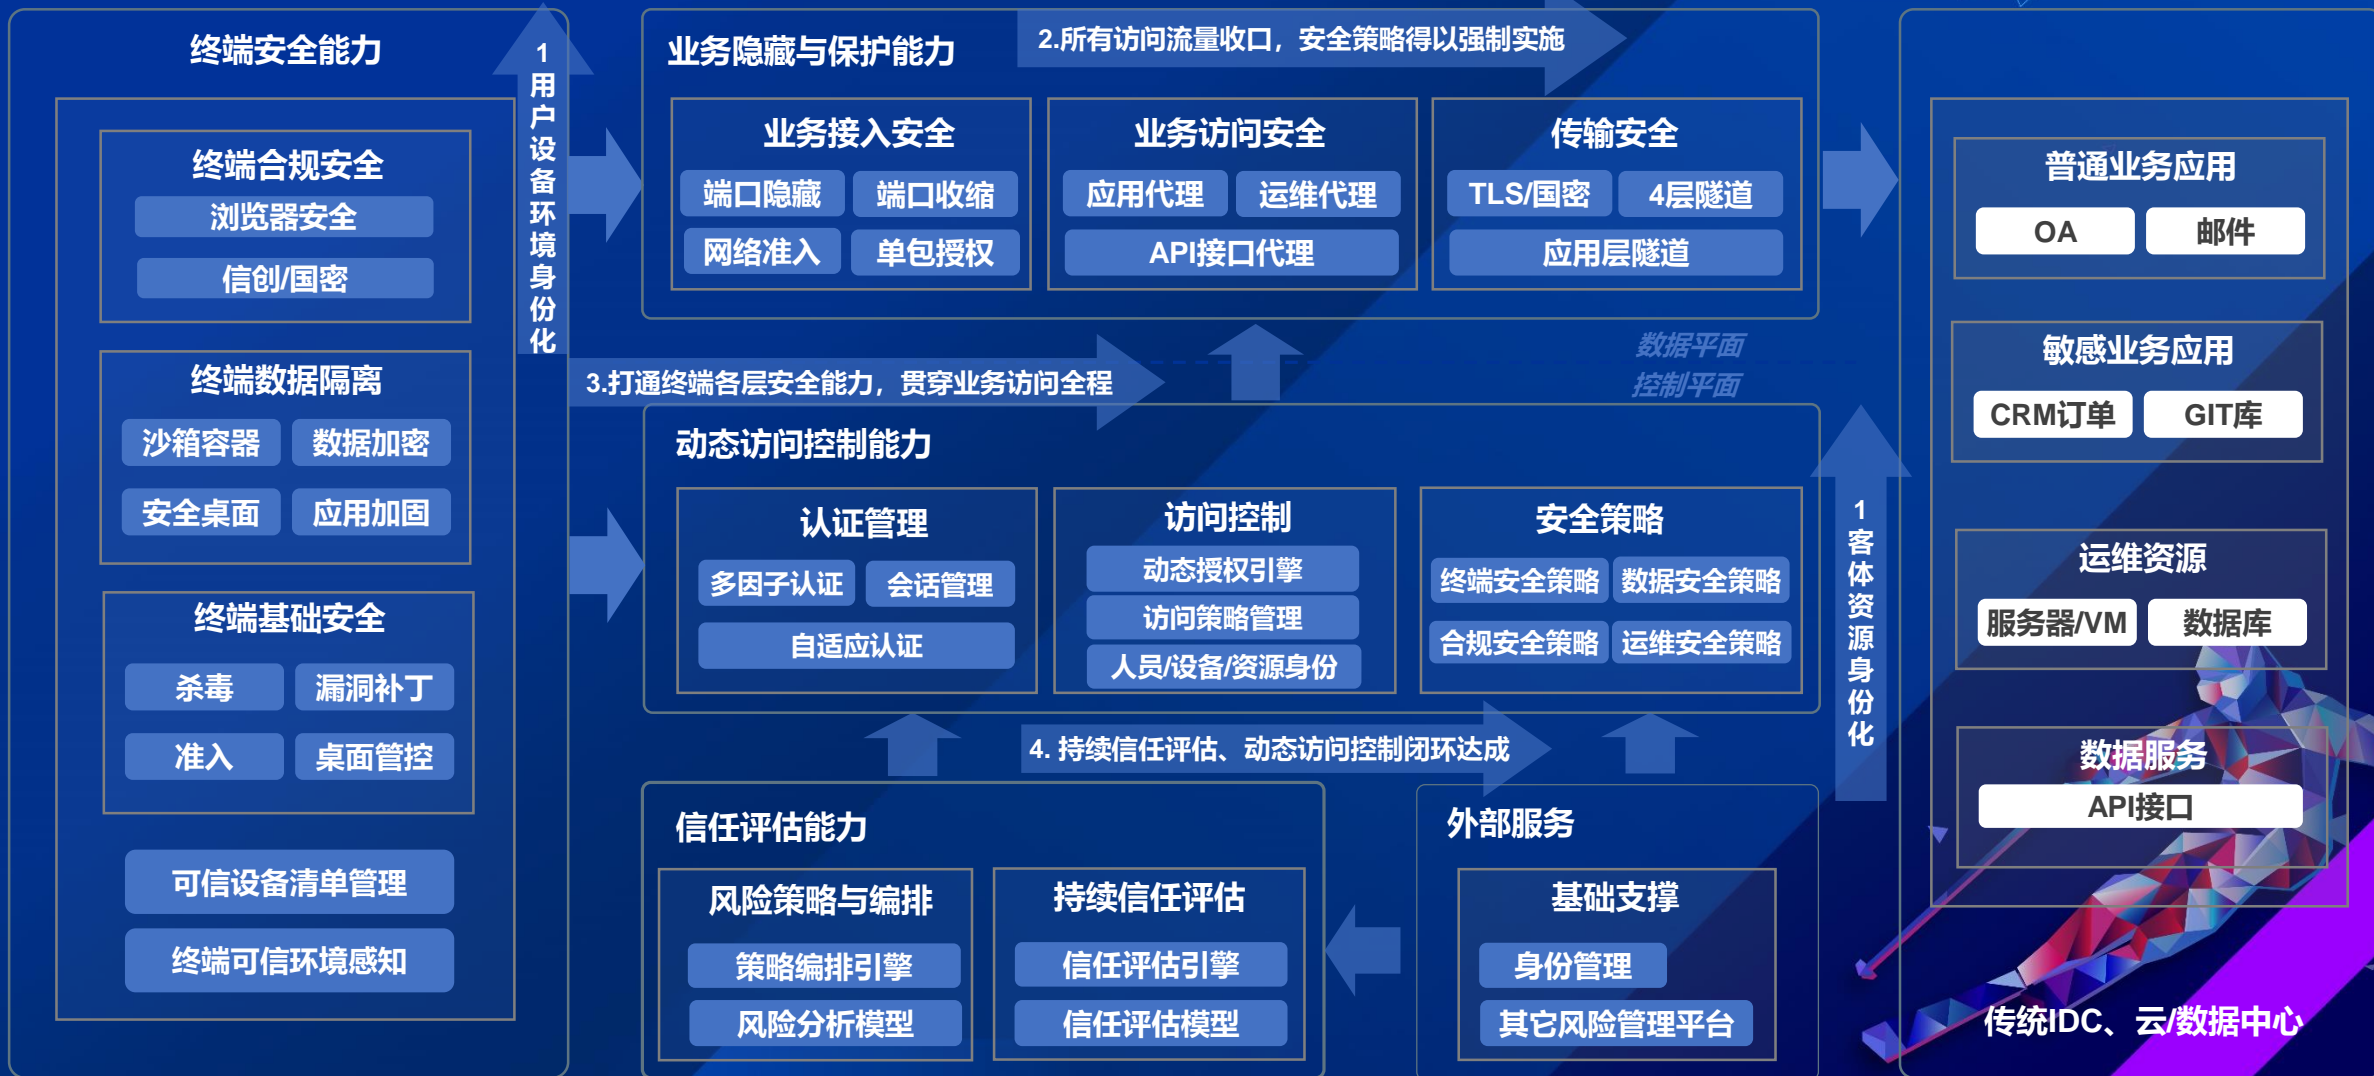 终端安全能力
终端合规安全
浏览器安全
信创/国密
终端数据隔离
沙箱容器 数据加密
安全桌面 应用加固
终端基础安全
杀毒 漏洞补丁
准入 桌面管控
可信设备清单管理
终端可信环境感知
1
用
户
设
备
环
境
身
份
化
业务隐藏与保护能力
2.所有访问流量收口，安全策略得以强制实施
业务接入安全
端口隐藏 端口收缩
网络准入 单包授权
业务访问安全
应用代理 运维代理
API接口代理
传输安全
TLS/国密 4层隧道
应用层隧道
数据平面
控制平面
3.打通终端各层安全能力，贯穿业务访问全程
动态访问控制能力
认证管理
多因子认证 会话管理
自适应认证
访问控制
动态授权引擎
访问策略管理
人员/设备/资源身份
安全策略
终端安全策略 数据安全策略
合规安全策略 运维安全策略
4. 持续信任评估、动态访问控制闭环达成
信任评估能力
风险策略与编排
策略编排引擎
风险分析模型
持续信任评估
信任评估引擎
信任评估模型
外部服务
基础支撑
身份管理
其它风险管理平台
1
客
体
资
源
身
份
化
普通业务应用
OA 邮件
敏感业务应用
CRM订单 GIT库
运维资源
服务器/VM 数据库
数据服务
API接口
传统IDC、云/数据中心